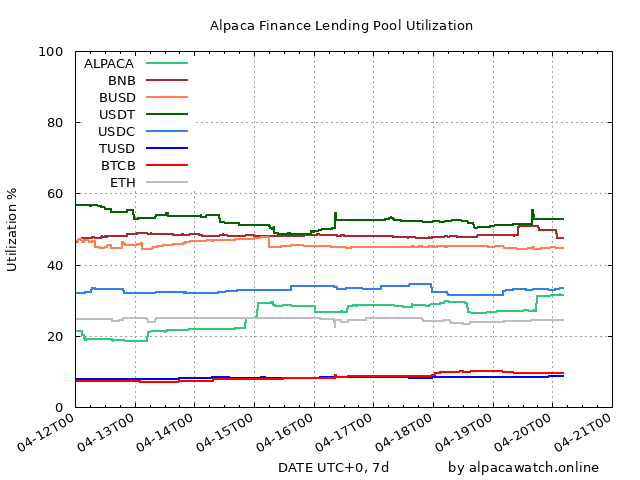 Alpaca Finance Lending Pool Utilization
Utilization %
100
80
60
40
20
0
ALPACA
BNB
BUSD
USDT
USDC
TUSD
BTCB
ETH
04-12T00
04-13T00
04-14T00
04-15T00
04-16T00
04-17T00
04-18T00
04-19T00
04-20T00
04-21T00
DATE UTC+0, 7d
by alpacawatch.online